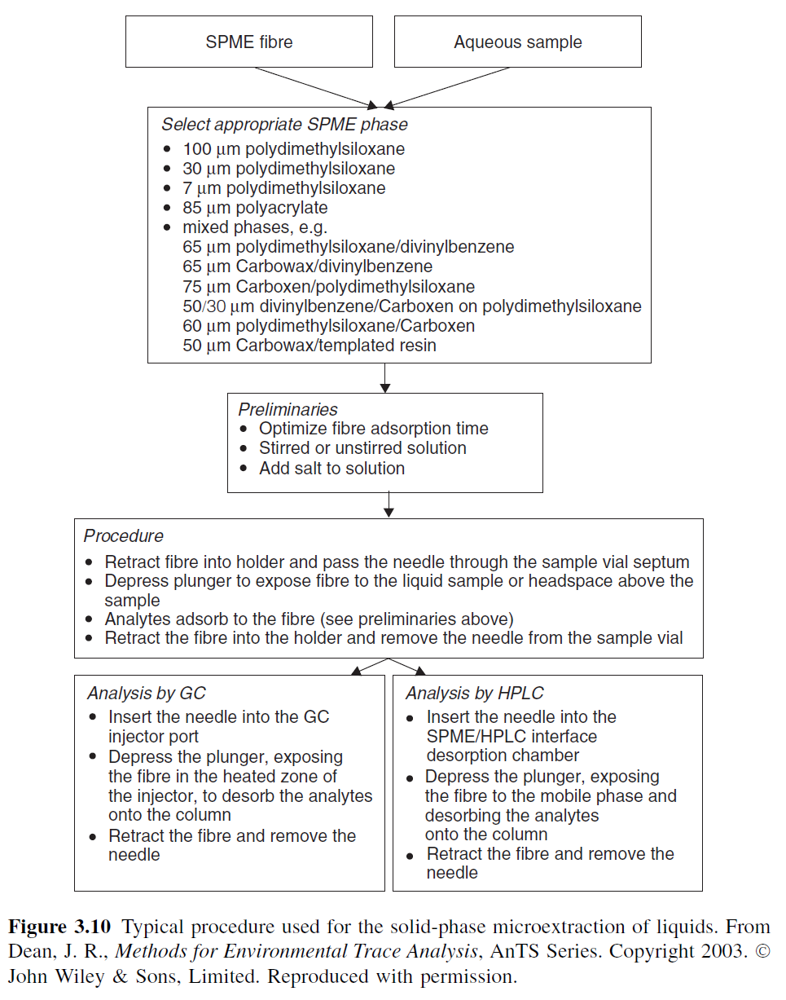 SPME fibre
Aqueous sample
Select appropriate SPME phase
• 100 μm polydimethylsiloxane
• 30 μm polydimethylsiloxane
• 7 μm polydimethylsiloxane
• 85 μm polyacrylate
• mixed phases, e.g.
65 μm polydimethylsiloxane/divinylbenzene
65 μm Carbowax/divinylbenzene
75 μm Carboxen/polydimethylsiloxane
50/30 μm divinylbenzene/Carboxen on polydimethylsiloxane
60 μm polydimethylsiloxane/Carboxen
50 μm Carbowax/templated resin
Preliminaries
• Optimize fibre adsorption time
• Stirred or unstirred solution
• Add salt to solution
Procedure
• Retract fibre into holder and pass the needle through the sample vial septum
• Depress plunger to expose fibre to the liquid sample or headspace above the
sample
• Analytes adsorb to the fibre (see preliminaries above)
• Retract the fibre into the holder and remove the needle from the sample vial
Analysis by GC
• Insert the needle into the GC
injector port
• Depress the plunger, exposing
the fibre in the heated zone of
the injector, to desorb the analytes
onto the column
• Retract the fibre and remove the
needle
Analysis by HPLC
• Insert the needle into the
SPME/HPLC interface
desorption chamber
• Depress the plunger, exposing
the fibre to the mobile phase and
desorbing the analytes
onto the column
• Retract the fibre and remove the
needle
Figure 3.10 Typical procedure used for the solid-phase microextraction of liquids. From
Dean, J. R., Methods for Environmental Trace Analysis, AnTS Series. Copyright 2003. ©
John Wiley & Sons, Limited. Reproduced with permission.